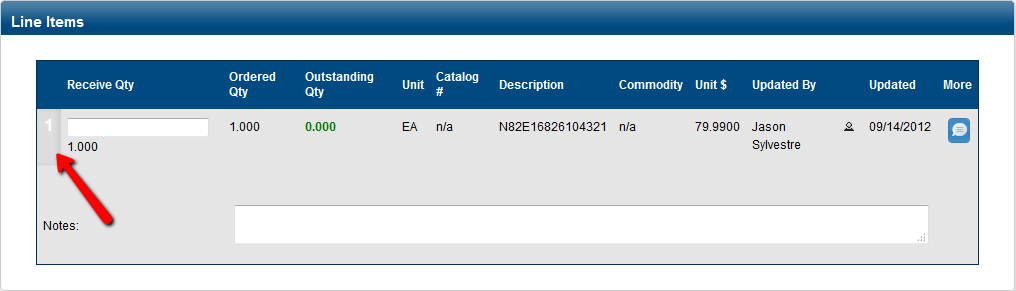 Line Items
Receive Qty Ordered Qty Outstanding Qty Unit Catalog # Description Commodity Unit $ Updated By Updated More
1 1.000 0.000 EA n/a N82E16826104321 n/a 79.9900 Jason Sylvestre 09/14/2012
1.000
Notes: